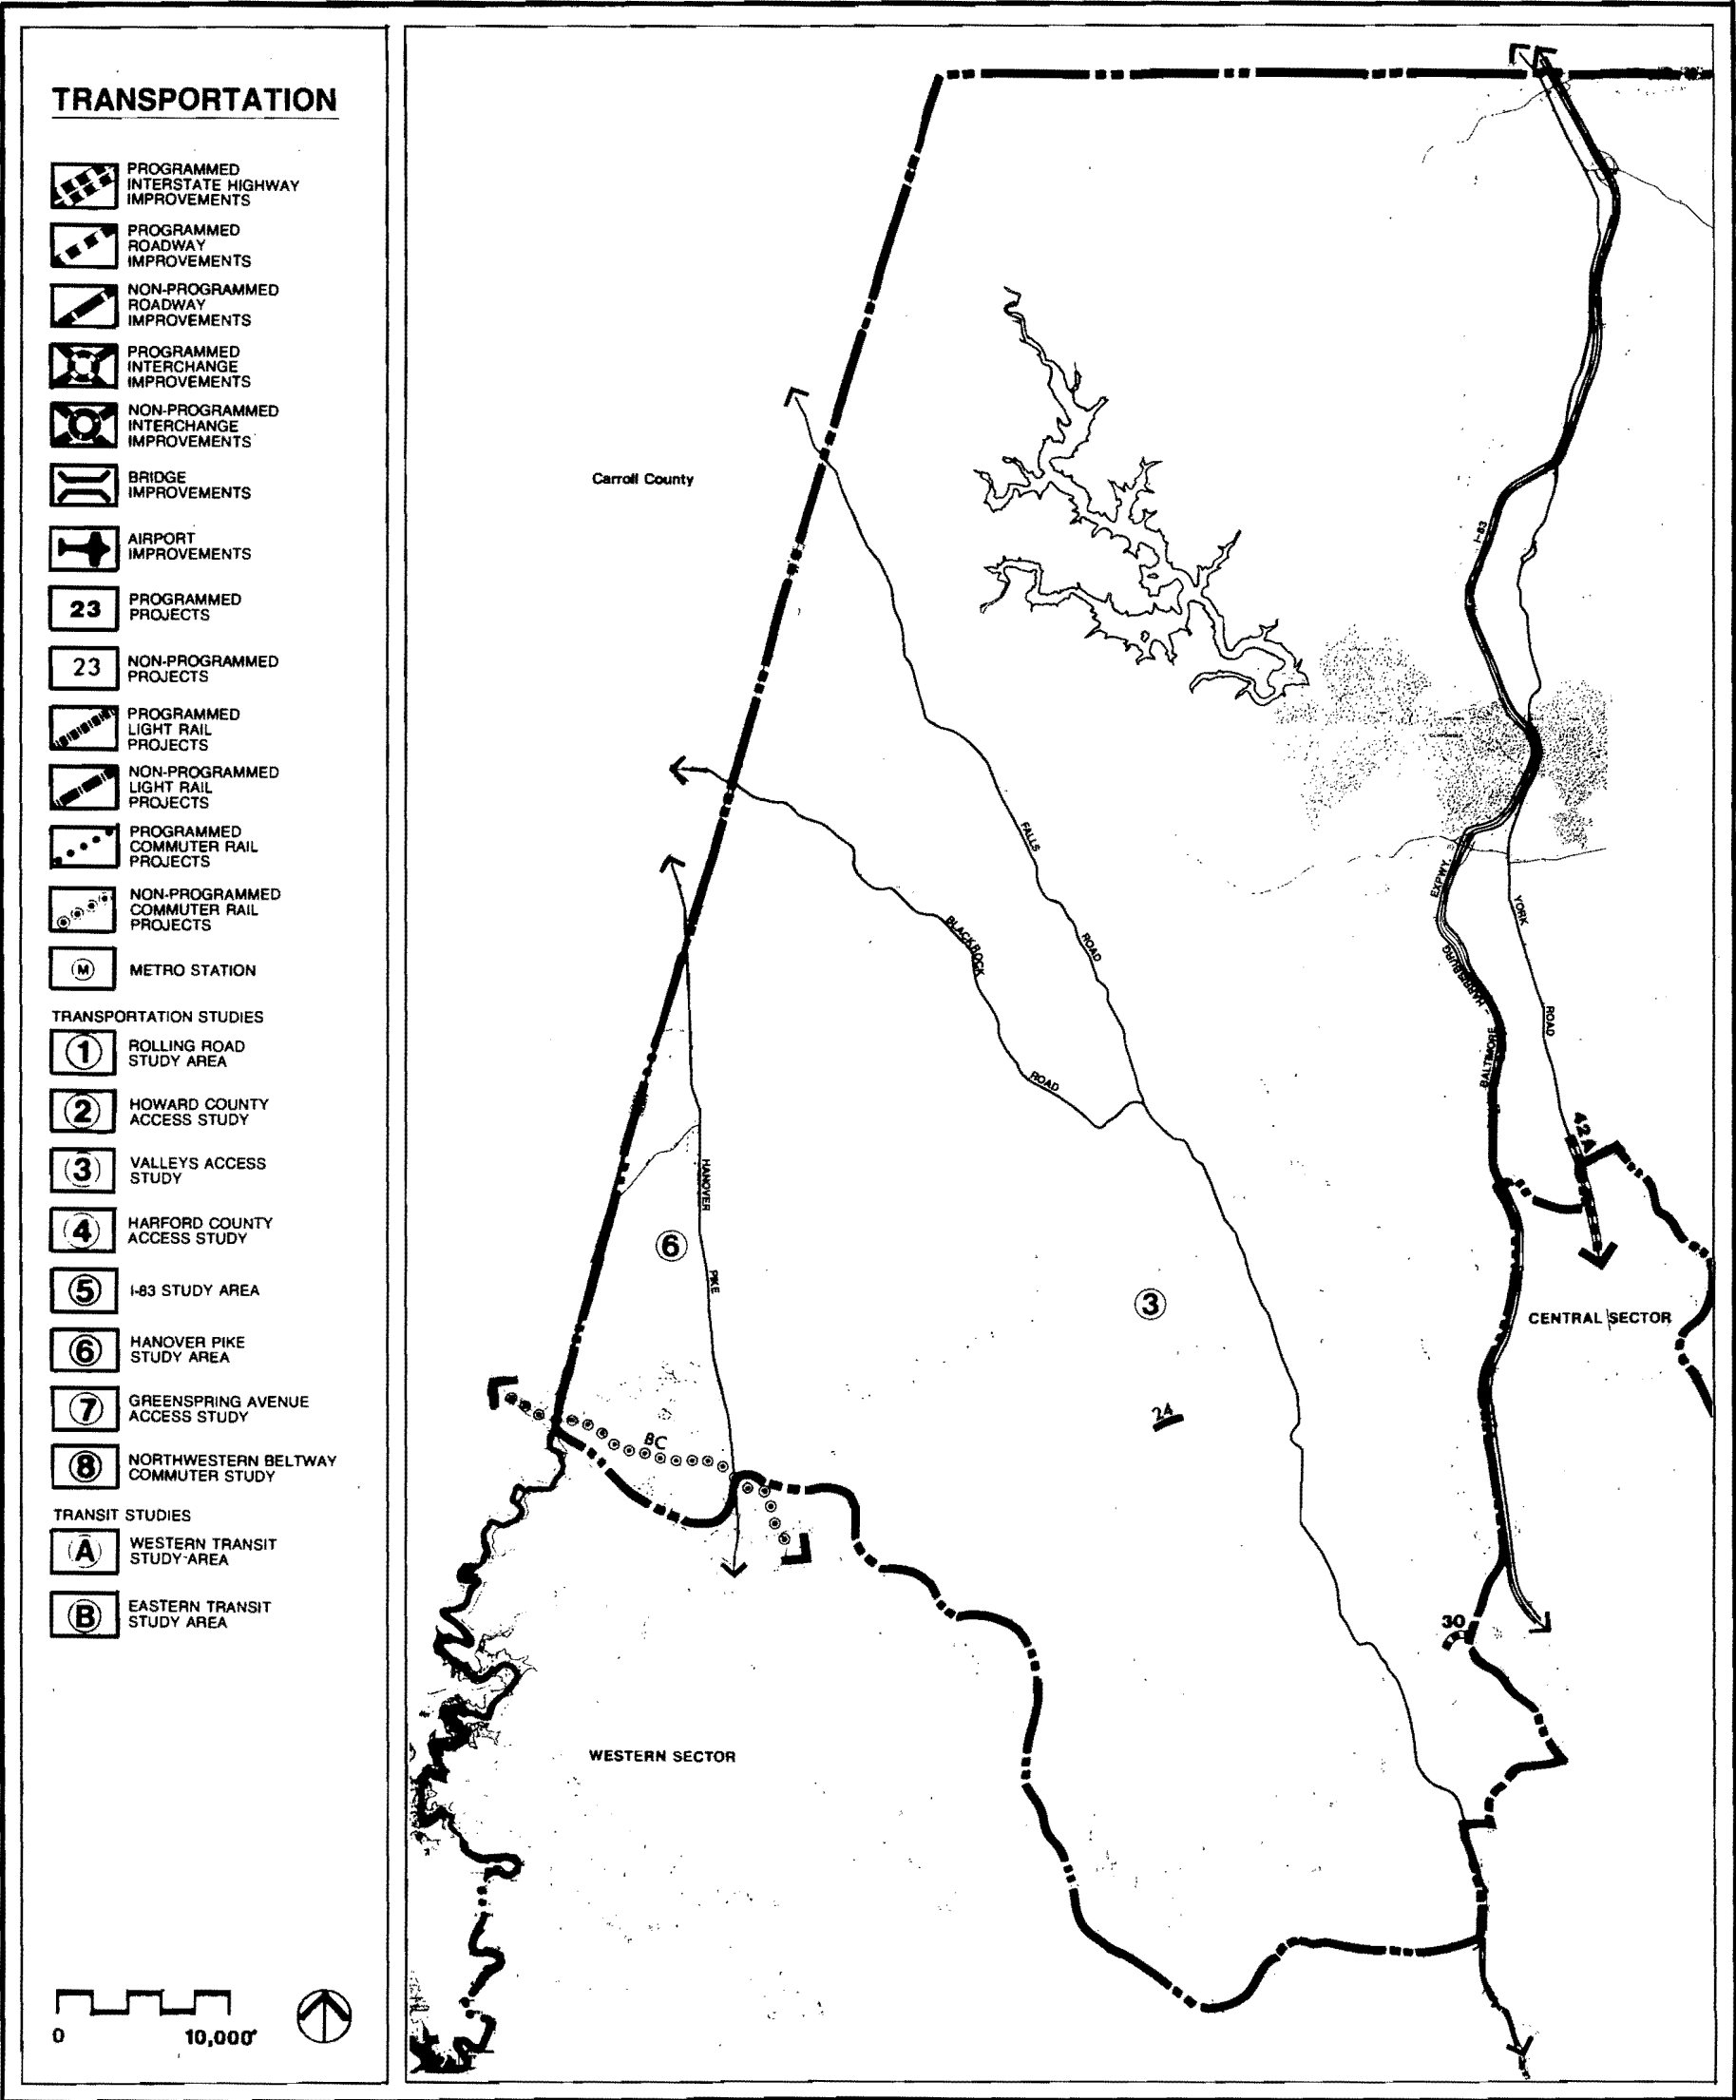 TRANSPORTATION
PROGRAMMED
INTERSTATE HIGHWAY
IMPROVEMENTS
PROGRAMMED
ROADWAY
IMPROVEMENTS
NON-PROGRAMMED
ROADWAY
IMPROVEMENTS
PROGRAMMED
INTERCHANGE
IMPROVEMENTS
NON-PROGRAMMED
INTERCHANGE
IMPROVEMENTS
BRIDGE
IMPROVEMENTS
AIRPORT
IMPROVEMENTS
23
PROGRAMMED
PROJECTS
23
NON-PROGRAMMED
PROJECTS
PROGRAMMED
LIGHT RAIL
PROJECTS
NON-PROGRAMMED
LIGHT RAIL
PROJECTS
PROGRAMMED
COMMUTER RAIL
PROJECTS
NON-PROGRAMMED
COMMUTER RAIL
PROJECTS
M
METRO STATION
TRANSPORTATION STUDIES
1
ROLLING ROAD
STUDY AREA
2
HOWARD COUNTY
ACCESS STUDY
3
VALLEYS ACCESS
STUDY
4
HARFORD COUNTY
ACCESS STUDY
5
I-83 STUDY AREA
6
HANOVER PIKE
STUDY AREA
7
GREENSPRING AVENUE
ACCESS STUDY
8
NORTHWESTERN BELTWAY
COMMUTER STUDY
TRANSIT STUDIES
A
WESTERN TRANSIT
STUDY AREA
B
EASTERN TRANSIT
STUDY AREA
0 10,000'
Carroll County
I-83
FALLS
ROAD
BLACKROCK
ROAD
EXPWY.
HARRISBURG -
BALTIMORE
YORK
ROAD
42A
HANOVER
PIKE
6
3
CENTRAL SECTOR
24
BC
30
WESTERN SECTOR